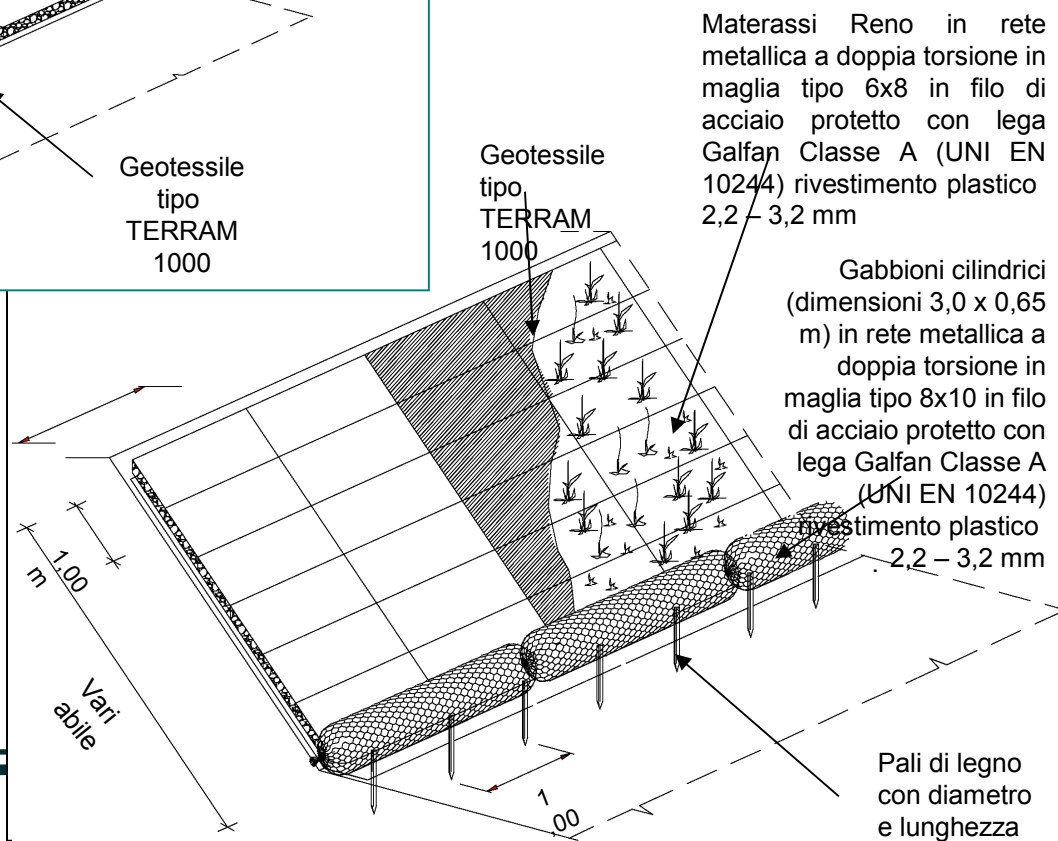 Materassi Reno in rete
metallica a doppia torsione in
maglia tipo 6x8 in filo di
acciaio protetto con lega
Galfan Classe A (UNI EN
10244) rivestimento plastico
2,2 – 3,2 mm
Geotessile
tipo
TERRAM
1000
Geotessile
tipo
TERRAM
1000
Gabbioni cilindrici
(dimensioni 3,0 x 0,65
m) in rete metallica a
doppia torsione in
maglia tipo 8x10 in filo
di acciaio protetto con
lega Galfan Classe A
(UNI EN 10244)
rivestimento plastico
. 2,2 – 3,2 mm
1.00
m
Vari
abile
1
.00
Pali di legno
con diametro
e lunghezza